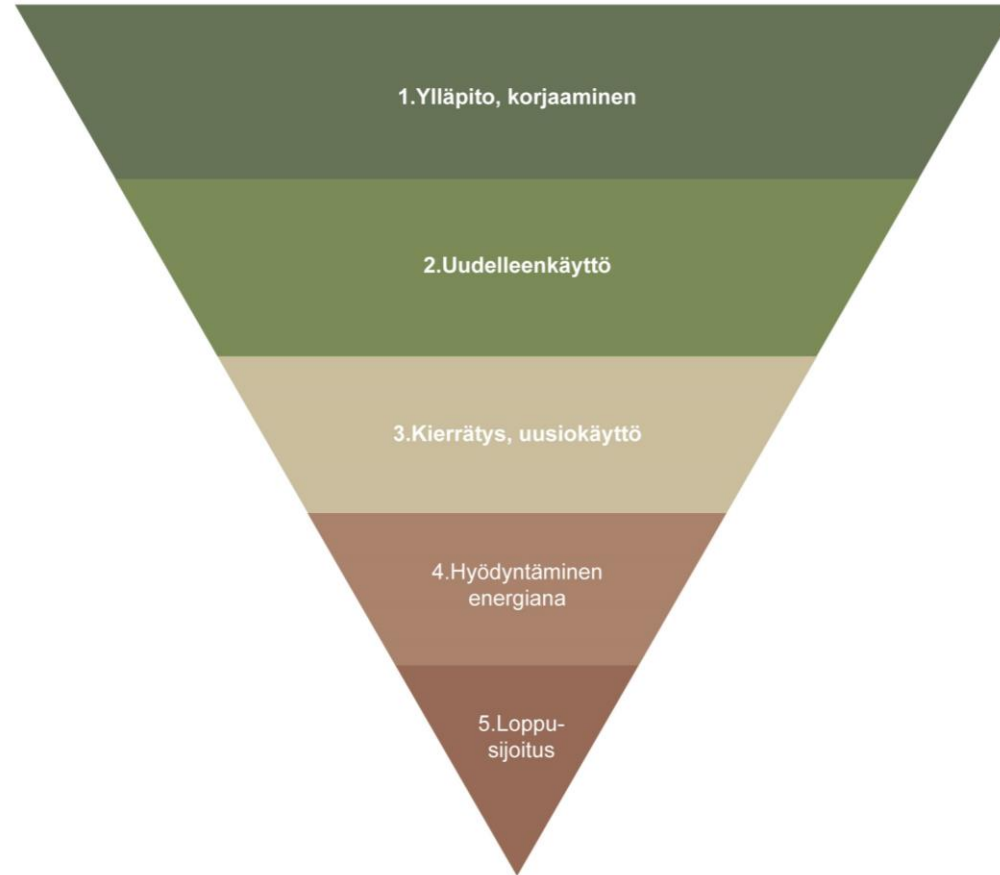 1.Ylläpito, korjaaminen
2.Uudelleenkäyttö
3.Kierrätys, uusiokäyttö
4.Hyödyntäminen
energiana
5.Loppu-
sijoitus